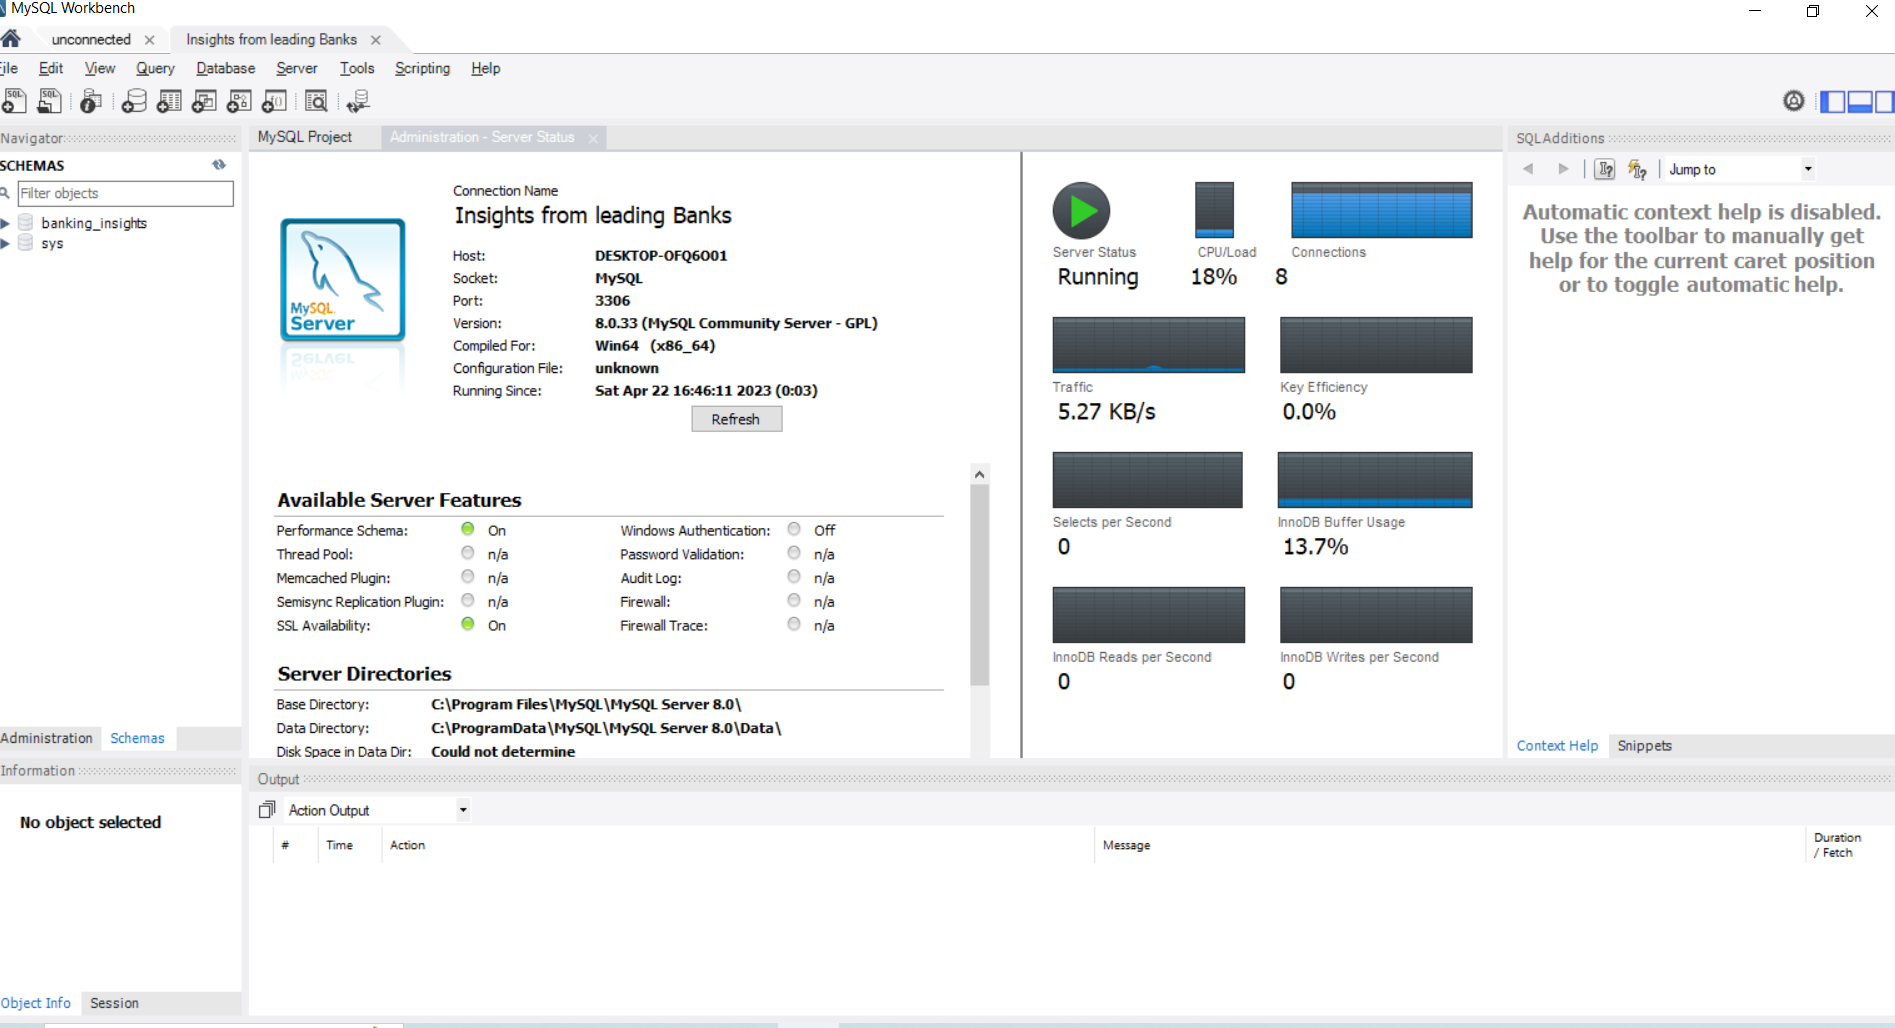 MySQL Workbench
unconnected
Insights from leading Banks
File Edit View Query Database Server Tools Scripting Help
Navigator
SCHEMAS
Filter objects
banking_insights
sys
Administration Schemas
Information
No object selected
Object Info Session
MySQL Project Administration - Server Status
Connection Name
Insights from leading Banks
MySQL
Server
Host: DESKTOP-OFQ6O01
Socket: MySQL
Port: 3306
Version: 8.0.33 (MySQL Community Server - GPL)
Compiled For: Win64 (x86_64)
Configuration File: unknown
Running Since: Sat Apr 22 16:46:11 2023 (0:03)
Refresh
Available Server Features
Performance Schema: On Windows Authentication: Off
Thread Pool: n/a Password Validation: n/a
Memcached Plugin: n/a Audit Log: n/a
Semisync Replication Plugin: n/a Firewall: n/a
SSL Availability: On Firewall Trace: n/a
Server Directories
Base Directory: C:\Program Files\MySQL\MySQL Server 8.0\
Data Directory: C:\ProgramData\MySQL\MySQL Server 8.0\Data\
Disk Space in Data Dir: Could not determine
Server Status CPU/Load Connections
Running 18% 8
Traffic Key Efficiency
5.27 KB/s 0.0%
Selects per Second InnoDB Buffer Usage
0 13.7%
InnoDB Reads per Second InnoDB Writes per Second
0 0
SQLAdditions
Jump to
Automatic context help is disabled.
Use the toolbar to manually get
help for the current caret position
or to toggle automatic help.
Context Help Snippets
Output
Action Output
# Time Action Message Duration / Fetch